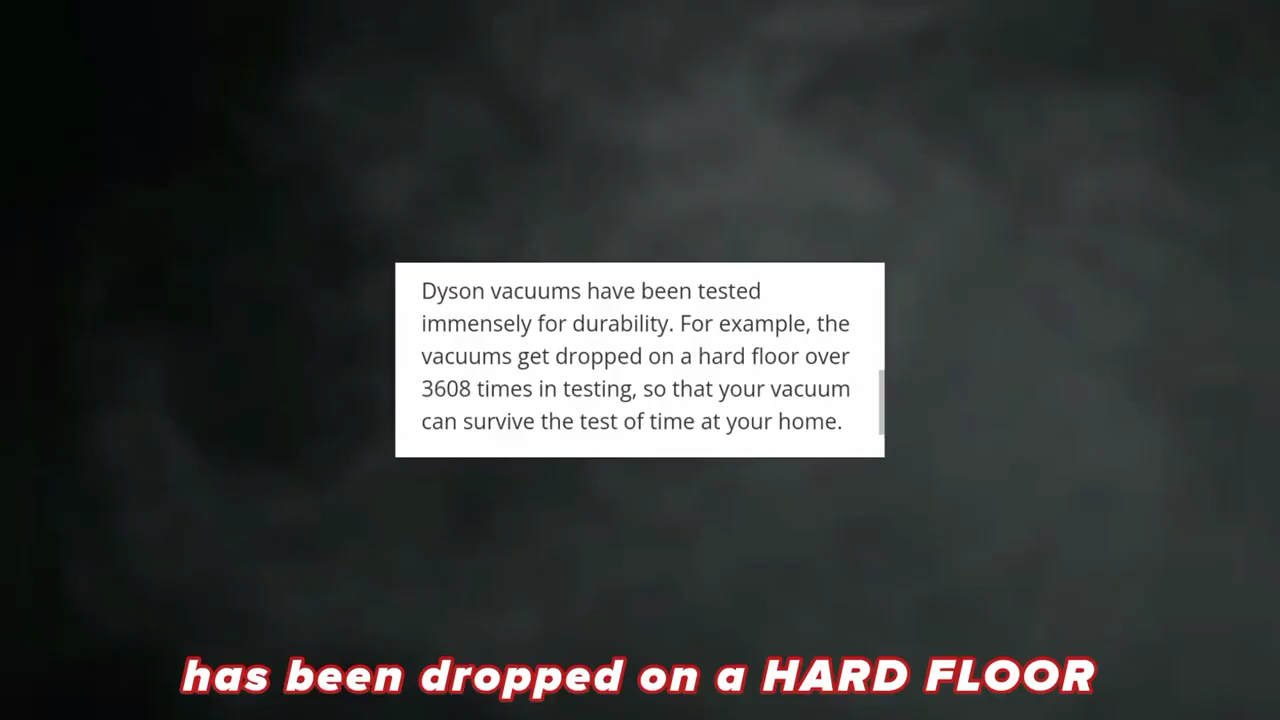 Dyson vacuums have been tested
immensely for durability. For example, the
vacuums get dropped on a hard floor over
3608 times in testing, so that your vacuum
can survive the test of time at your home.
has been dropped on a HARD FLOOR